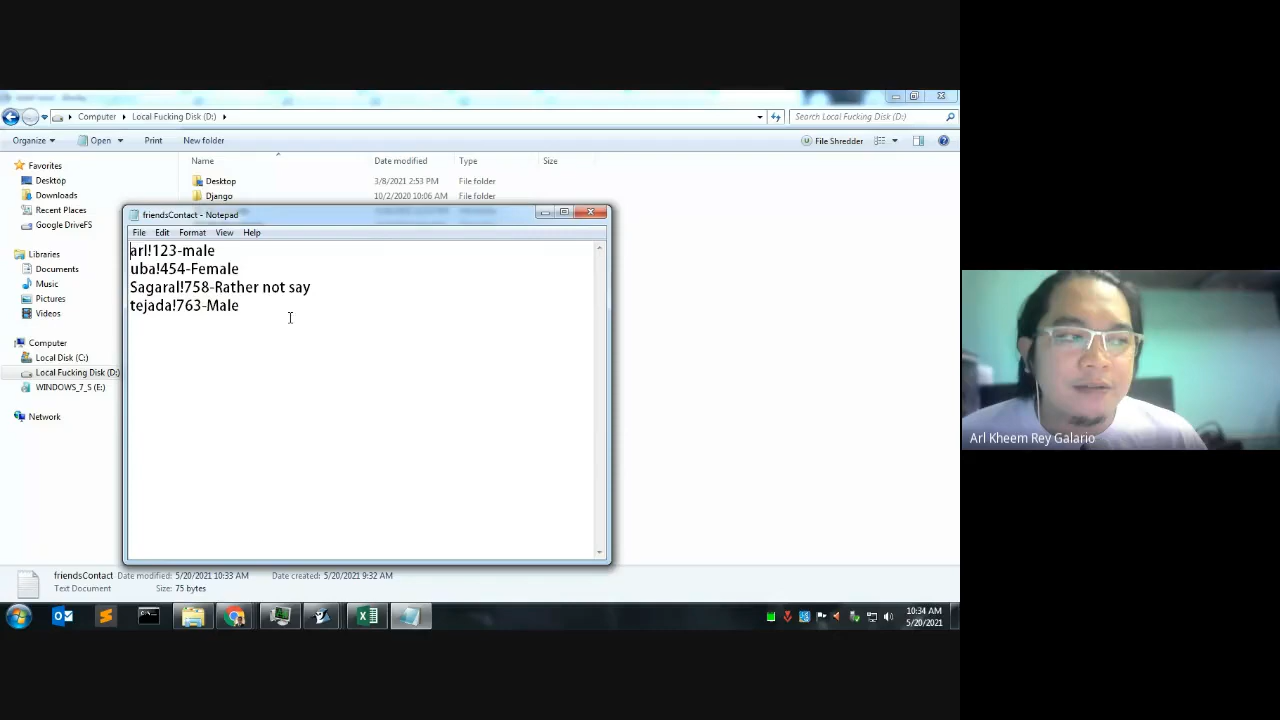 Computer
Local Fucking Disk (D:)
Search Local Fucking Disk (D:)
Organize
Open
Print
New folder
File Shredder
Favorites
Desktop
Downloads
Recent Places
Google DriveFS
Libraries
Documents
Music
Pictures
Videos
Computer
Local Disk (C:)
Local Fucking Disk (D:)
WINDOWS_7_S (E:)
Network
Name
Date modified
Type
Size
Desktop
3/8/2021 2:53 PM
File folder
Django
10/2/2020 10:06 AM
File folder
friendsContact - Notepad
File Edit Format View Help
arl!123-male
uba!454-Female
Sagaral!758-Rather not say
tejada!763-Male
friendsContact Date modified: 5/20/2021 10:33 AM
Date created: 5/20/2021 9:32 AM
Text Document
Size: 75 bytes
10:34 AM
5/20/2021
Arl Kheem Rey Galario